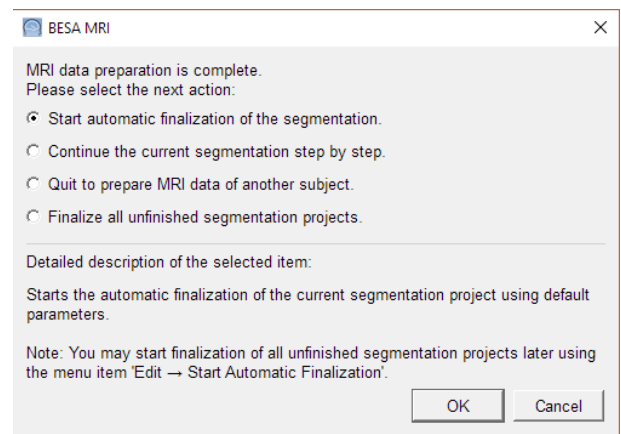 BESA MRI
MRI data preparation is complete.
Please select the next action:
Start automatic finalization of the segmentation.
Continue the current segmentation step by step.
Quit to prepare MRI data of another subject.
Finalize all unfinished segmentation projects.
Detailed description of the selected item:
Starts the automatic finalization of the current segmentation project using default
parameters.
Note: You may start finalization of all unfinished segmentation projects later using
the menu item 'Edit → Start Automatic Finalization'.
OK Cancel